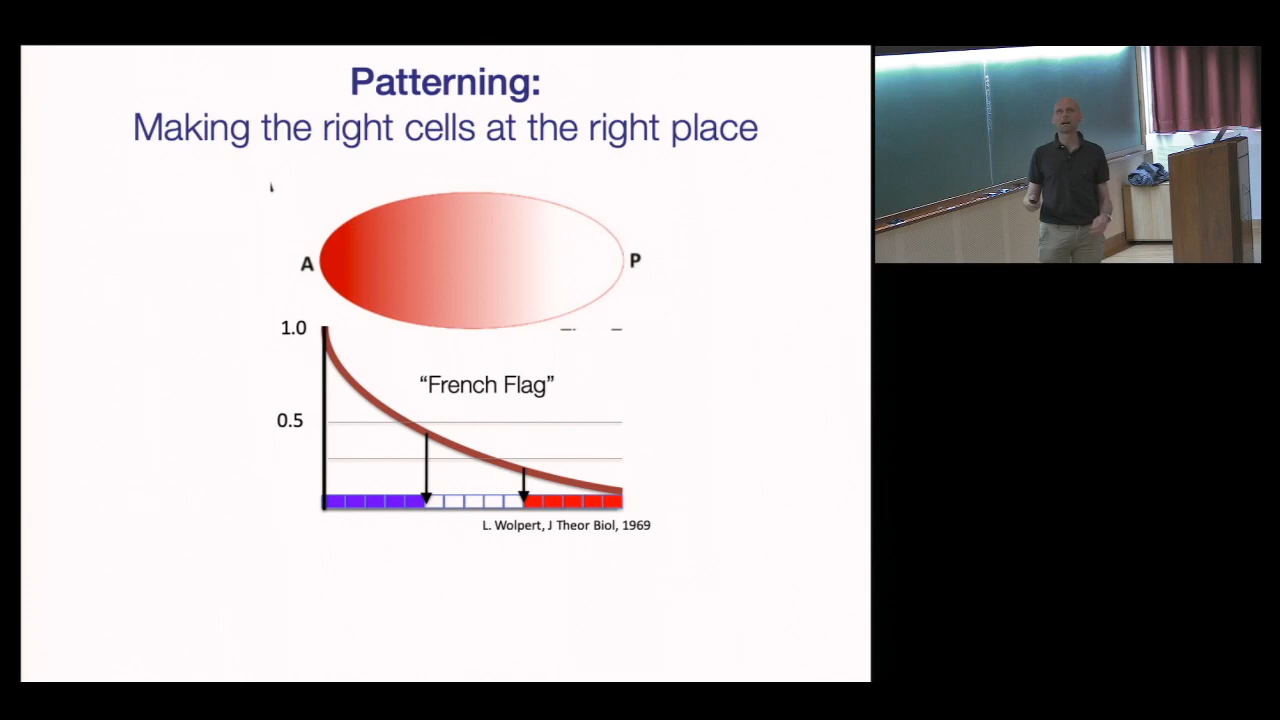 Patterning:
Making the right cells at the right place
A
P
1.0
“French Flag”
0.5
L. Wolpert, J Theor Biol, 1969